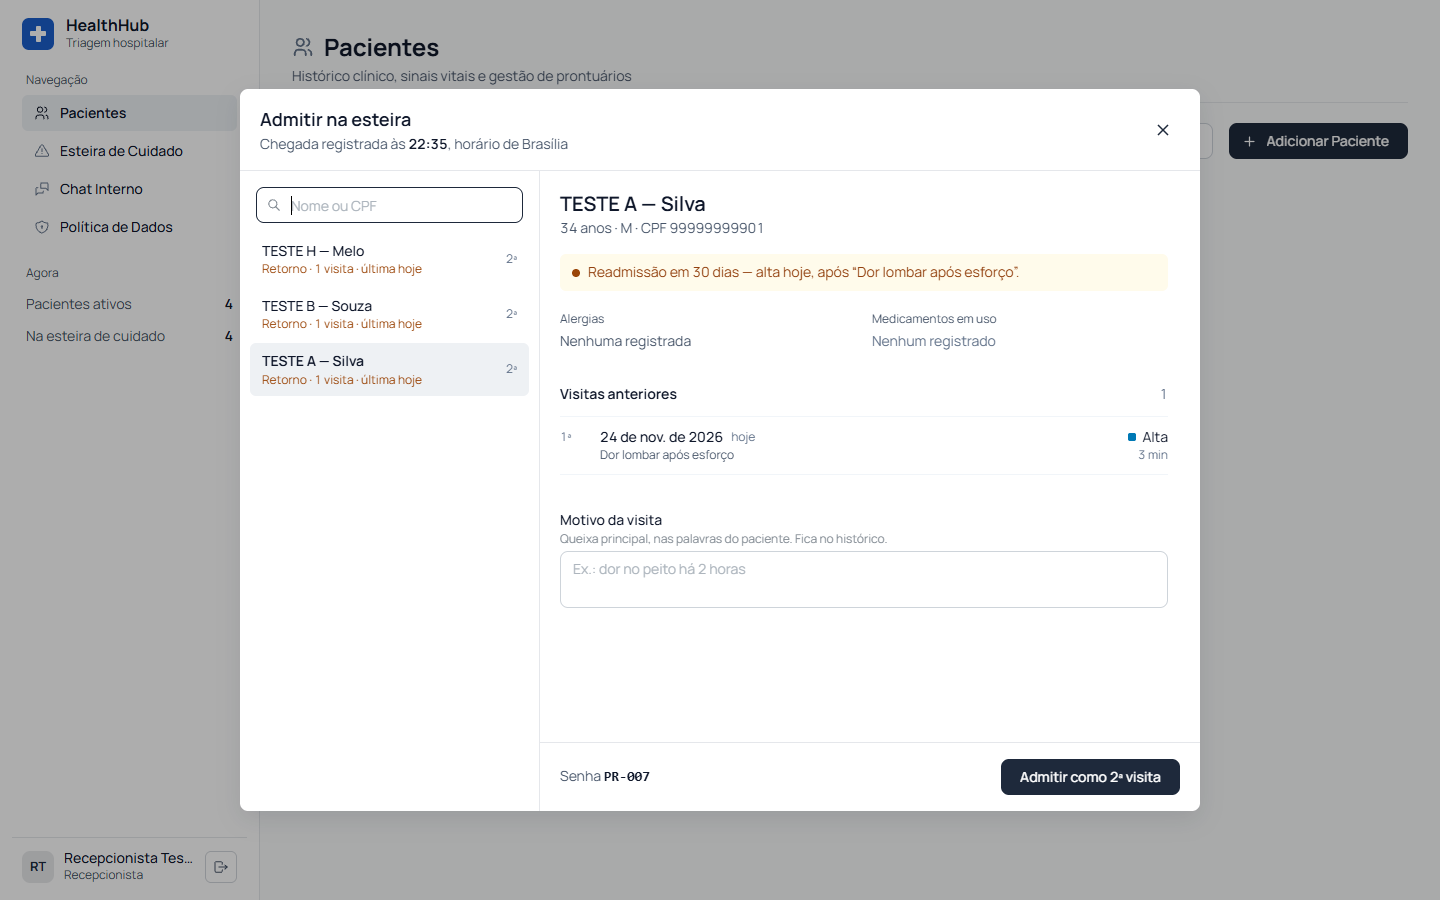 HealthHub
Triagem hospitalar
Navegação
Pacientes
Esteira de Cuidado
Chat Interno
Política de Dados
Agora
Pacientes ativos 4
Na esteira de cuidado 4
RT
Recepcionista Tes...
Recepcionista
Pacientes
Histórico clínico, sinais vitais e gestão de prontuários
Adicionar Paciente
Admitir na esteira
Chegada registrada às 22:35, horário de Brasília
Nome ou CPF
TESTE H — Melo
Retorno · 1 visita · última hoje
2ª
TESTE B — Souza
Retorno · 1 visita · última hoje
2ª
TESTE A — Silva
Retorno · 1 visita · última hoje
2ª
TESTE A — Silva
34 anos · M · CPF 99999999901
Readmissão em 30 dias — alta hoje, após “Dor lombar após esforço”.
Alergias
Nenhuma registrada
Medicamentos em uso
Nenhum registrado
Visitas anteriores 1
1ª 24 de nov. de 2026 hoje Alta
Dor lombar após esforço 3 min
Motivo da visita
Queixa principal, nas palavras do paciente. Fica no histórico.
Ex.: dor no peito há 2 horas
Senha PR-007
Admitir como 2ª visita